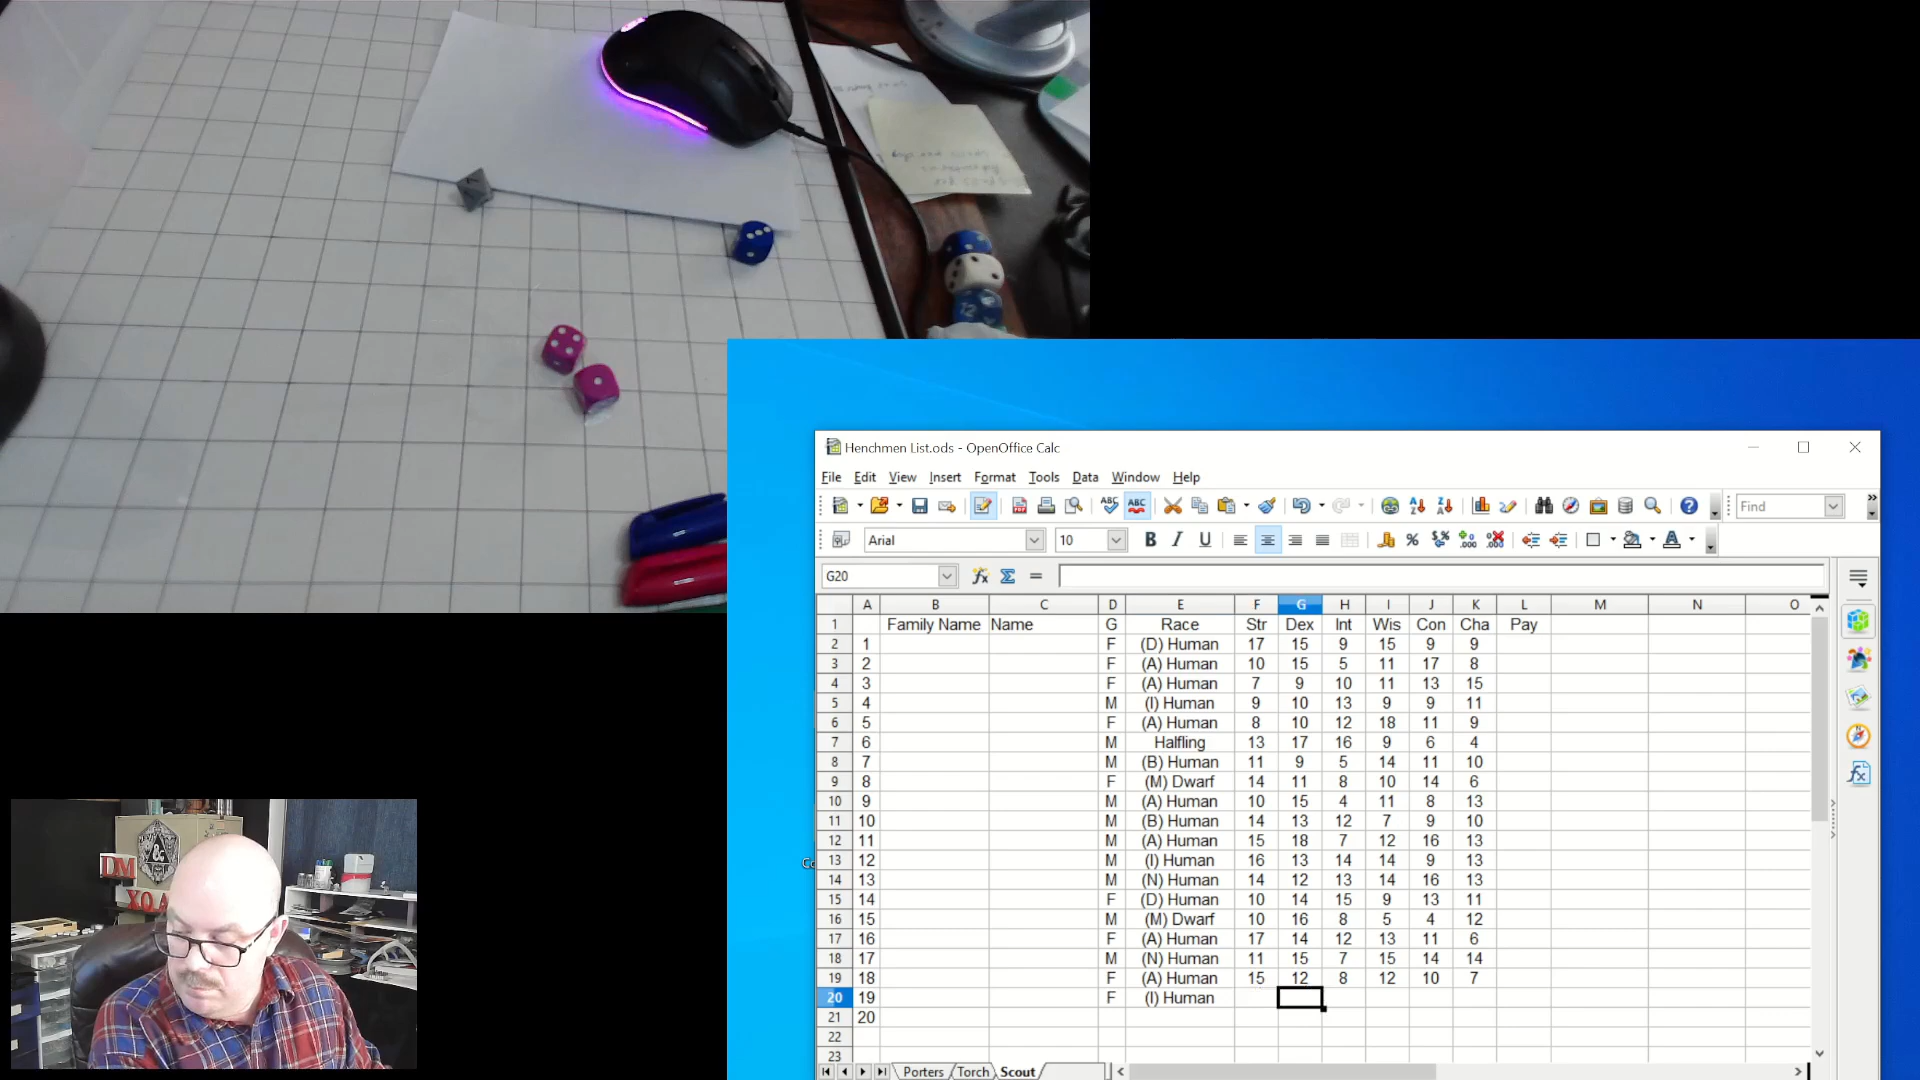 Henchmen List.ods - OpenOffice Calc
File Edit View Insert Format Tools Data Window Help
Find
Arial 10
G20
A B C D E F G H I J K L M N O
1 Family Name Name G Race Str Dex Int Wis Con Cha Pay
2 1 F (D) Human 17 15 9 15 9 9
3 2 F (A) Human 10 15 5 11 17 8
4 3 F (A) Human 7 9 10 11 13 15
5 4 M (I) Human 9 10 13 9 9 11
6 5 F (A) Human 8 10 12 18 11 9
7 6 M Halfling 13 17 16 9 6 4
8 7 M (B) Human 11 9 5 14 11 10
9 8 F (M) Dwarf 14 11 8 10 14 6
10 9 M (A) Human 10 15 4 11 8 13
11 10 M (B) Human 14 13 12 7 9 10
12 11 M (A) Human 15 18 7 12 16 13
13 12 M (I) Human 16 13 14 14 9 13
14 13 M (N) Human 14 12 13 14 16 13
15 14 F (D) Human 10 14 15 9 13 11
16 15 M (M) Dwarf 10 16 8 5 4 12
17 16 F (A) Human 17 14 12 13 11 6
18 17 M (N) Human 11 15 7 15 14 14
19 18 F (A) Human 15 12 8 12 10 7
20 19 F (I) Human
21 20
22
23
Porters Torch Scout
DM
&
XO
12